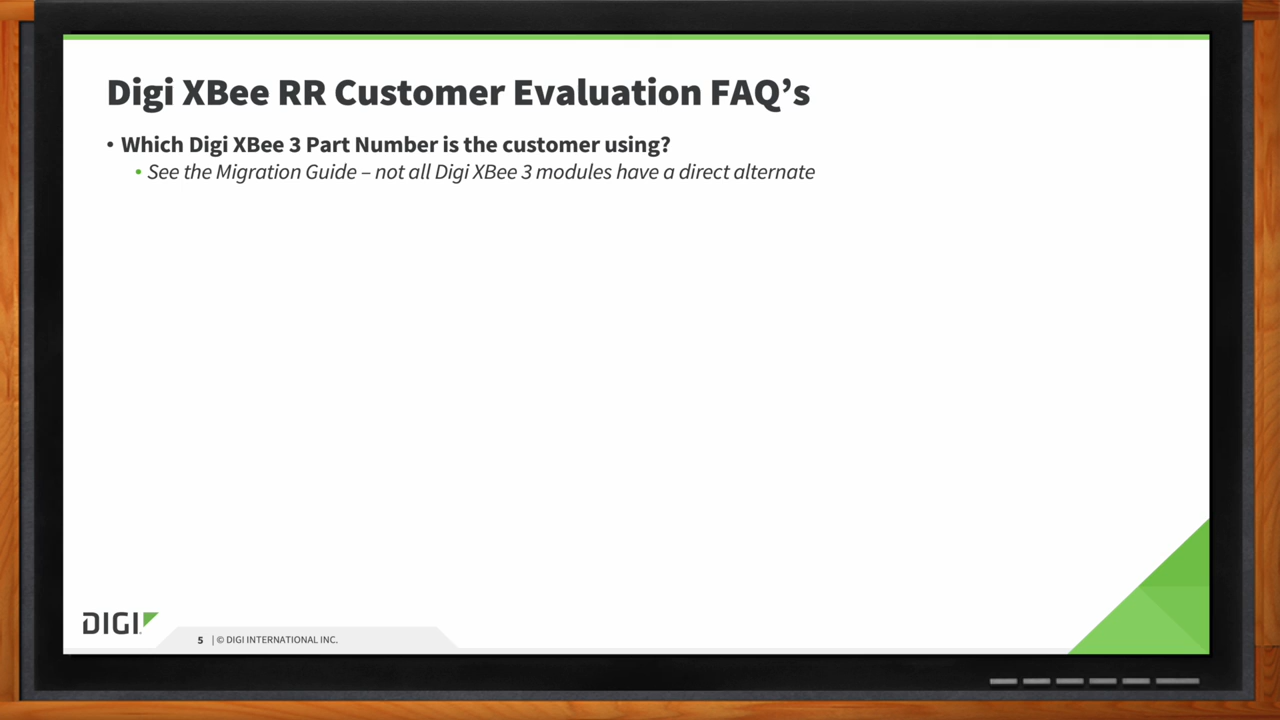 Digi XBee RR Customer Evaluation FAQ’s
• Which Digi XBee 3 Part Number is the customer using?
• See the Migration Guide – not all Digi XBee 3 modules have a direct alternate
DIGI
5 | © DIGI INTERNATIONAL INC.